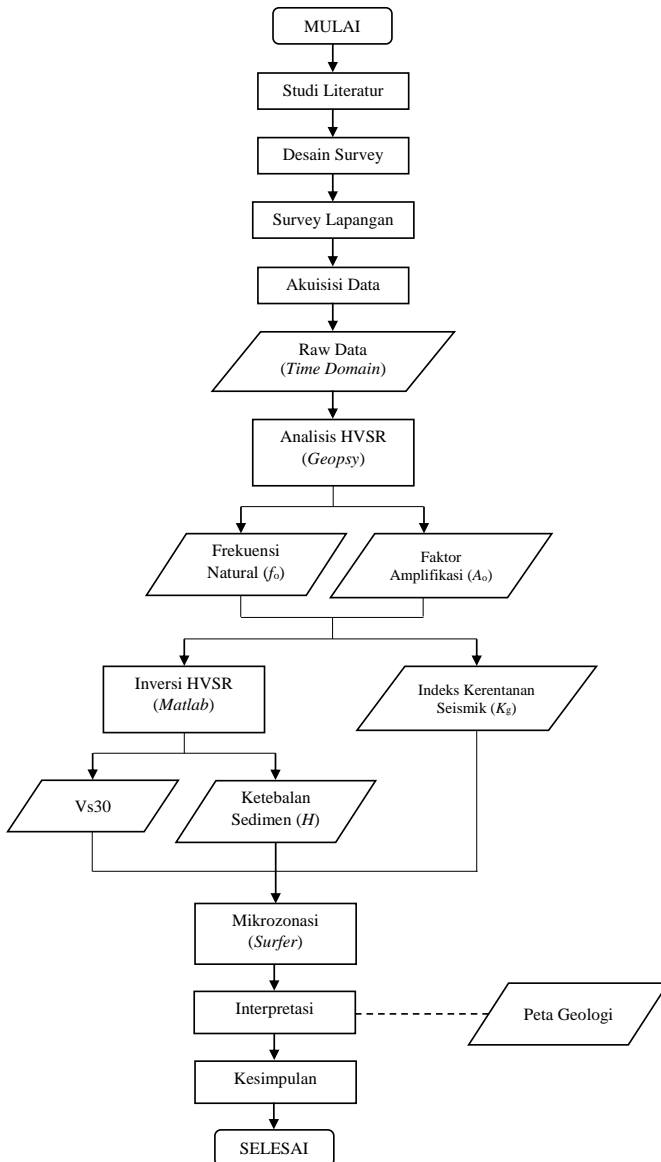 MULAI
Studi Literatur
Desain Survey
Survey Lapangan
Akuisisi Data
Raw Data
(Time Domain)
Analisis HVSR
(Geopsy)
Frekuensi
Natural (fo)
Faktor
Amplifikasi (Ao)
Inversi HVSR
(Matlab)
Indeks Kerentanan
Seismik (Kg)
Vs30
Ketebalan
Sedimen (H)
Mikrozonasi
(Surfer)
Interpretasi
Peta Geologi
Kesimpulan
SELESAI